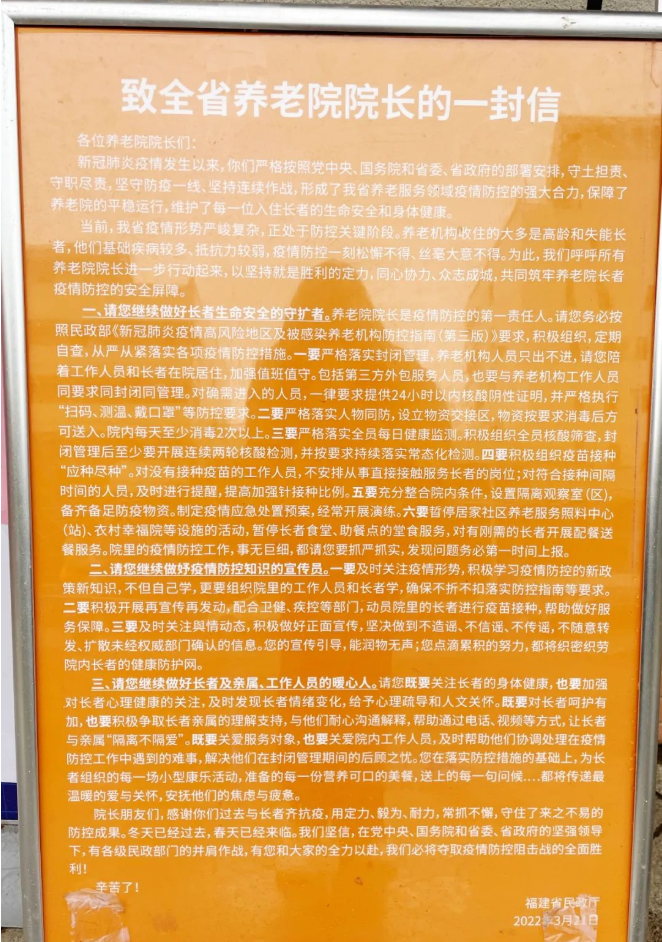 致全省养老院院长的一封信
各位养老院院长们：
新冠肺炎疫情发生以来，你们严格按照党中央、国务院和省委、省政府的部署安排，守土担责、
守职尽责，坚守防疫一线、坚持连续作战，形成了我省养老服务领域疫情防控的强大合力，保障了
养老院的平稳运行，维护了每一位入住长者的生命安全和身体健康。
当前，我省疫情形势严峻复杂，正处于防控关键阶段。养老机构收住的大多是高龄和失能长
者，他们基础疾病较多、抵抗力较弱，疫情防控一刻松懈不得、丝毫大意不得。为此，我们呼吁所有
养老院院长进一步行动起来，以坚持就是胜利的定力，同心协力、众志成城，共同筑牢养老院长者
疫情防控的安全屏障。
一、请您继续做好长者生命安全的守护者。养老院院长是疫情防控的第一责任人。请您务必按
照民政部《新冠肺炎疫情高风险地区及被感染养老机构防控指南（第三版）》要求，积极组织，定期
自查，从严从紧落实各项疫情防控措施。一要严格落实封闭管理，养老机构人员只出不进，请您陪
着工作人员和长者在院居住，加强值班值守。包括第三方外包服务人员，也要与养老机构工作人员
同要求同封闭同管理。对确需进入的人员，一律要求提供24小时以内核酸阴性证明，并严格执行
“扫码、测温、戴口罩”等防控要求。二要严格落实人物同防，设立物资交接区，物资按要求消毒后方
可送入。院内每天至少消毒2次以上。三要严格落实全员每日健康监测。积极组织全员核酸筛查，封
闭管理后至少要开展连续两轮核酸检测，并按要求持续落实常态化检测。四要积极组织疫苗接种
“应种尽种”。对没有接种疫苗的工作人员，不安排从事直接接触服务长者的岗位；对符合接种间隔
时间的人员，及时进行提醒，提高加强针接种比例。五要充分整合院内条件，设置隔离观察室（区），
备齐备足防疫物资。制定疫情应急处置预案，经常开展演练。六要暂停居家社区养老服务照料中心
（站）、农村幸福院等设施的活动，暂停长者食堂、助餐点的堂食服务，对有刚需的长者开展配餐送
餐服务。院里的疫情防控工作，事无巨细，都请您要抓严抓实，发现问题务必第一时间上报。
二、请您继续做好疫情防控知识的宣传员。一要及时关注疫情形势，积极学习疫情防控的新政
策新知识，不但自己学，更要组织院里的工作人员和长者学，确保不折不扣落实防控指南等要求。
二要积极开展再宣传再发动，配合卫健、疾控等部门，动员院里的长者进行疫苗接种，帮助做好服
务保障。三要及时关注舆情动态，积极做好正面宣传，坚决做到不造谣、不信谣、不传谣，不随意转
发、扩散未经权威部门确认的信息。您的宣传引导，能润物无声；您点滴累积的努力，都将织密织劳
院内长者的健康防护网。
三、请您继续做好长者及亲属、工作人员的暖心人。请您既要关注长者的身体健康，也要加强
对长者心理健康的关注，及时发现长者情绪变化，给予心理疏导和人文关怀。既要对长者呵护有
加，也要积极争取长者亲属的理解支持，与他们耐心沟通解释，帮助通过电话、视频等方式，让长者
与亲属“隔离不隔爱”。既要关爱服务对象，也要关爱院内工作人员，及时帮助他们协调处理在疫情
防控工作中遇到的难事，解决他们在封闭管理期间的后顾之忧。您在落实防控措施的基础上，为长
者组织的每一场小型康乐活动，准备的每一份营养可口的美餐，送上的每一句问候....都将传递最
温暖的爱与关怀，安抚他们的焦虑与疲惫。
院长朋友们，感谢你们过去与长者齐抗疫，用定力、毅为、耐力，常抓不懈，守住了来之不易的
防控成果。冬天已经过去，春天已经来临。我们坚信，在党中央、国务院和省委、省政府的坚强领导
下，有各级民政部门的并肩作战，有您和大家的全力以赴，我们必将夺取疫情防控阻击战的全面胜
利！
辛苦了！
福建省民政厅
2022年3月21日